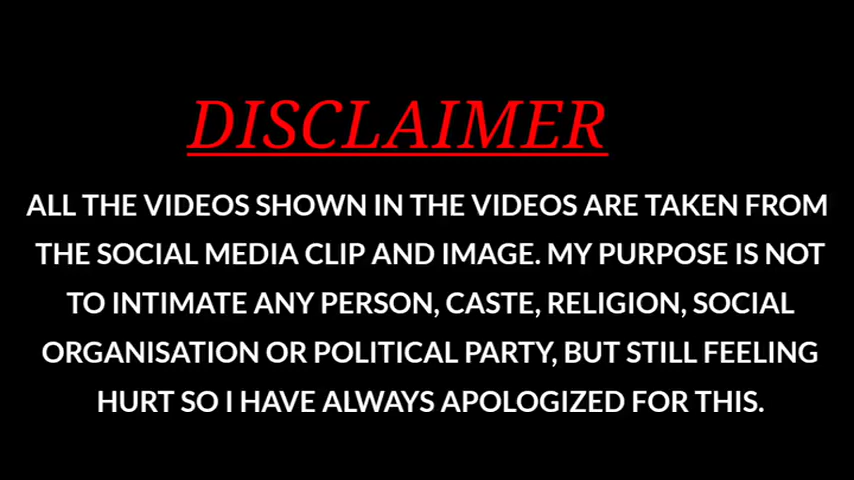 DISCLAIMER
ALL THE VIDEOS SHOWN IN THE VIDEOS ARE TAKEN FROM
THE SOCIAL MEDIA CLIP AND IMAGE. MY PURPOSE IS NOT
TO INTIMATE ANY PERSON, CASTE, RELIGION, SOCIAL
ORGANISATION OR POLITICAL PARTY, BUT STILL FEELING
HURT SO I HAVE ALWAYS APOLOGIZED FOR THIS.